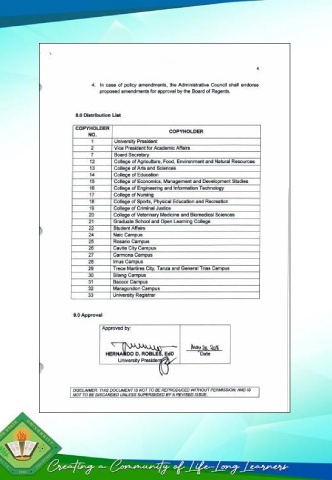 4
4. In case of policy amendments, the Administrative Council shall endorse
proposed amendments for approval by the Board of Regents.
8.0 Distribution List
COPYHOLDER NO. COPYHOLDER
1 University President
2 Vice President for Academic Affairs
7 Board Secretary
12 College of Agriculture, Food, Environment and Natural Resources
13 College of Arts and Sciences
14 College of Education
15 College of Economics, Management and Development Studies
16 College of Engineering and Information Technology
17 College of Nursing
18 College of Sports, Physical Education and Recreation
19 College of Criminal Justice
20 College of Veterinary Medicine and Biomedical Sciences
21 Graduate School and Open Learning College
22 Student Affairs
24 Naic Campus
25 Rosario Campus
26 Cavite City Campus
27 Carmona Campus
28 Imus Campus
29 Trece Martires City, Tanza and General Trias Campus
30 Silang Campus
31 Bacoor Campus
32 Maragondon Campus
33 University Registrar
9.0 Approval
Approved by:
HERNANDO D. ROBLES, EdD
University President
Date
DISCLAIMER: THIS DOCUMENT IS NOT TO BE REPRODUCED WITHOUT PERMISSION, AND IS
NOT TO BE DISCARDED UNLESS SUPERSEDED BY A REVISED ISSUE.
Creating a Community of Life-Long Learners